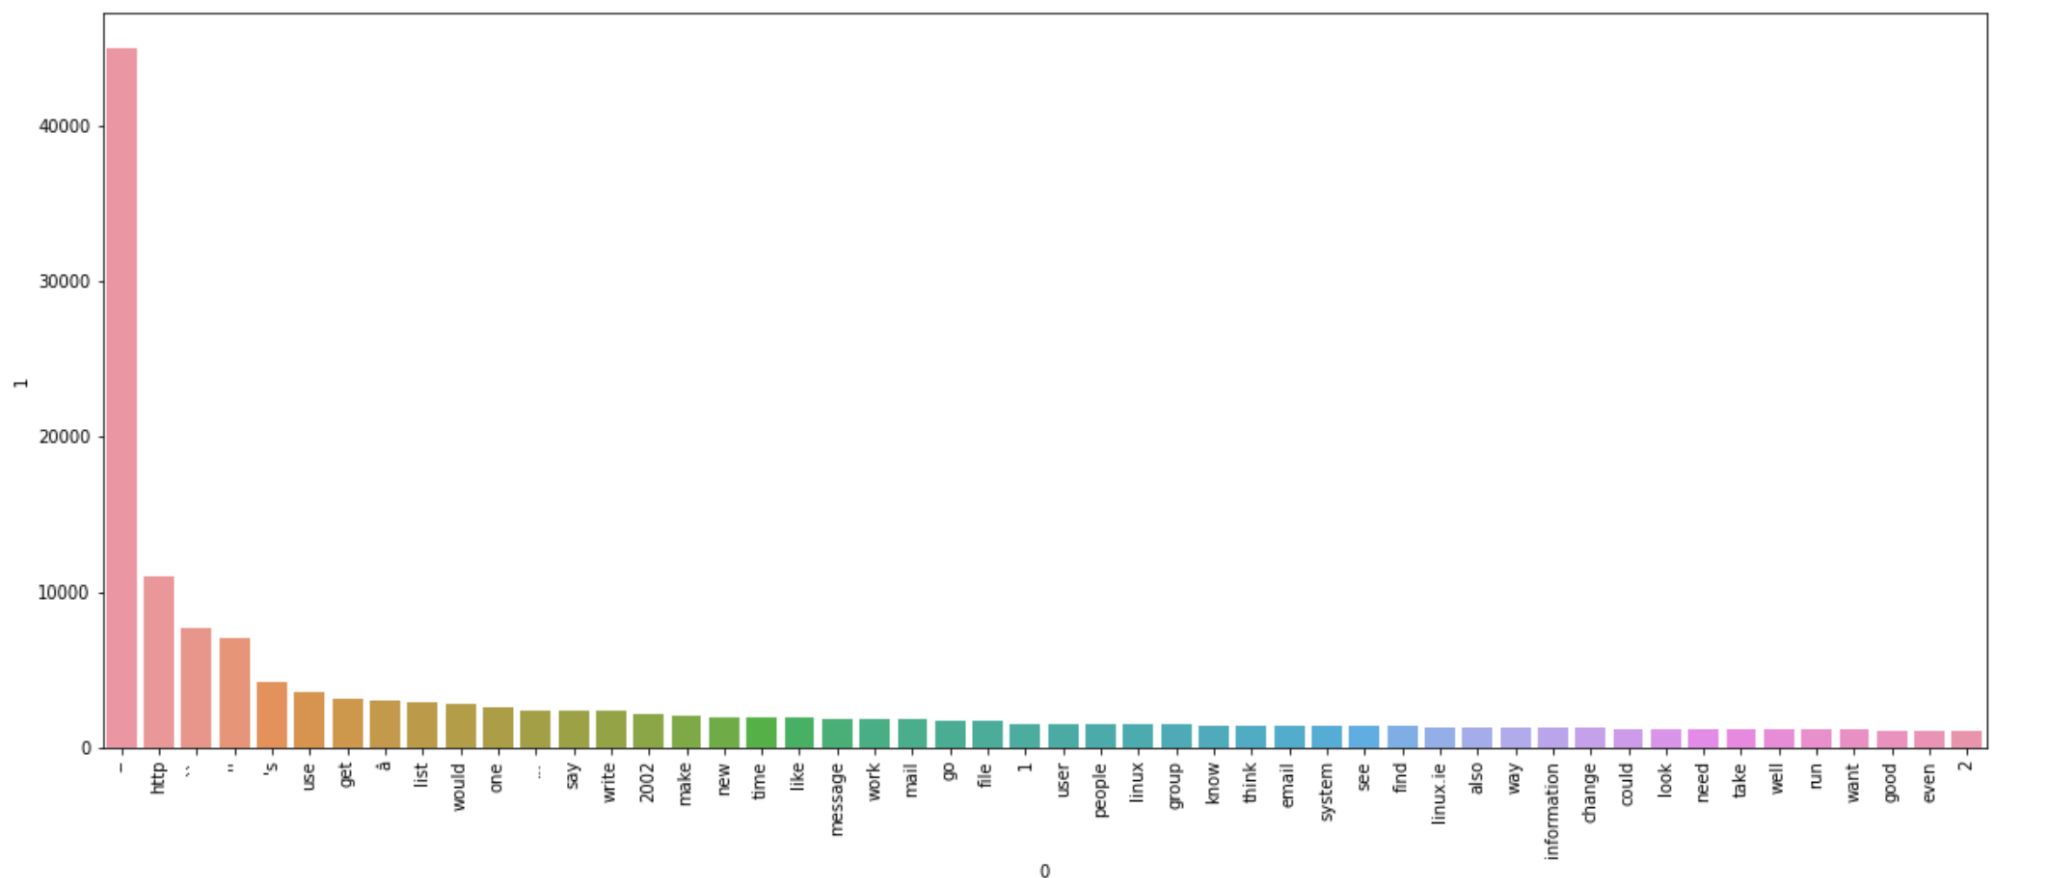 40000
30000
20000
10000
0
1
–
http
``
''
's
use
get
â
list
would
one
...
say
write
2002
make
new
time
like
message
work
mail
go
file
1
user
people
linux
group
know
think
email
system
see
find
linux.ie
also
way
information
change
could
look
need
take
well
run
want
good
even
2
0